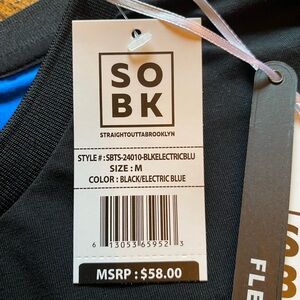 SO
BK
STRAIGHTOUTTABROOKLYN
STYLE # : SBTS-24010-BLKELECTRICBLU
SIZE : M
COLOR : BLACK/ELECTRIC BLUE
6 13053 65952 3
MSRP : $58.00
FLE